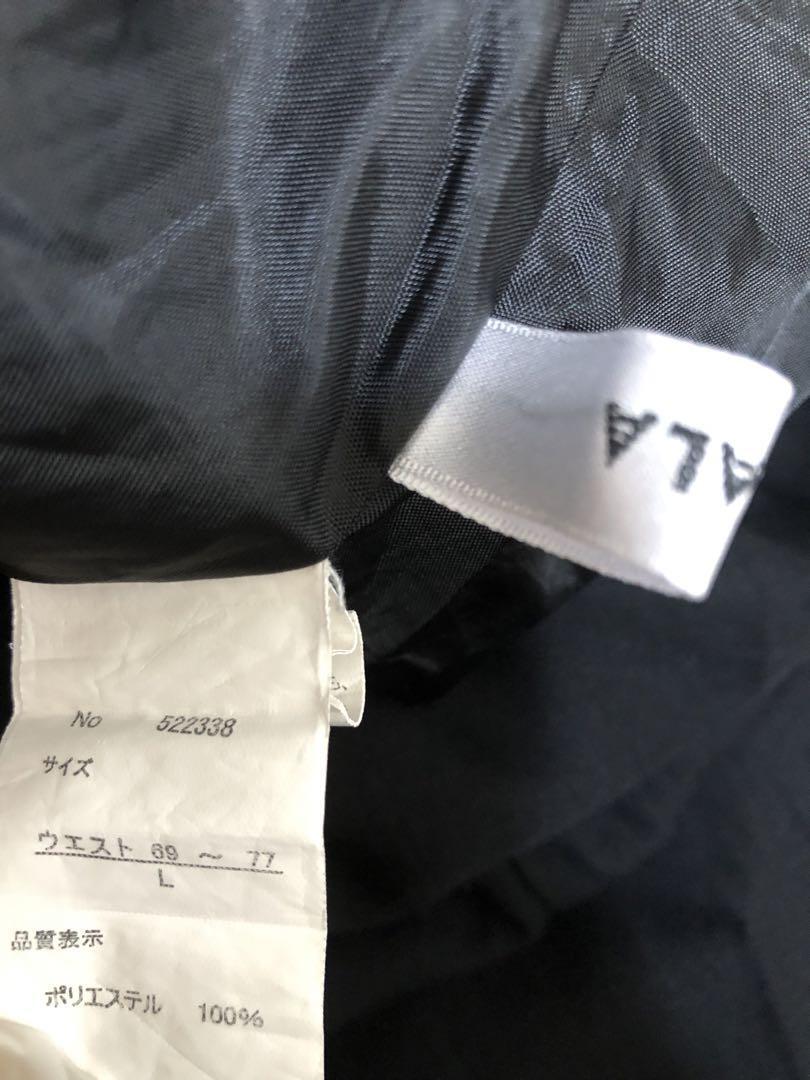 ALA
No 522338
サイズ
ウエスト 69 ～ 77
L
品質表示
ポリエステル 100%